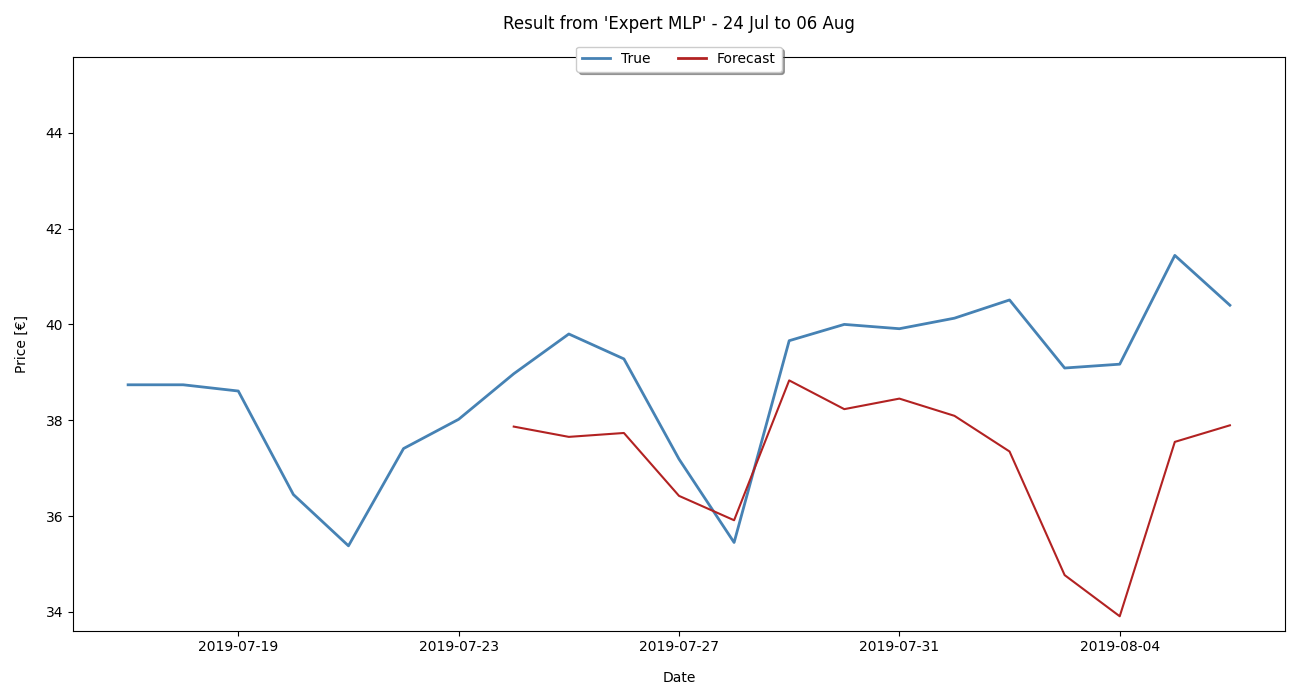 Result from 'Expert MLP' - 24 Jul to 06 Aug
True
Forecast
Price [€]
44
42
40
38
36
34
2019-07-19
2019-07-23
2019-07-27
2019-07-31
2019-08-04
Date